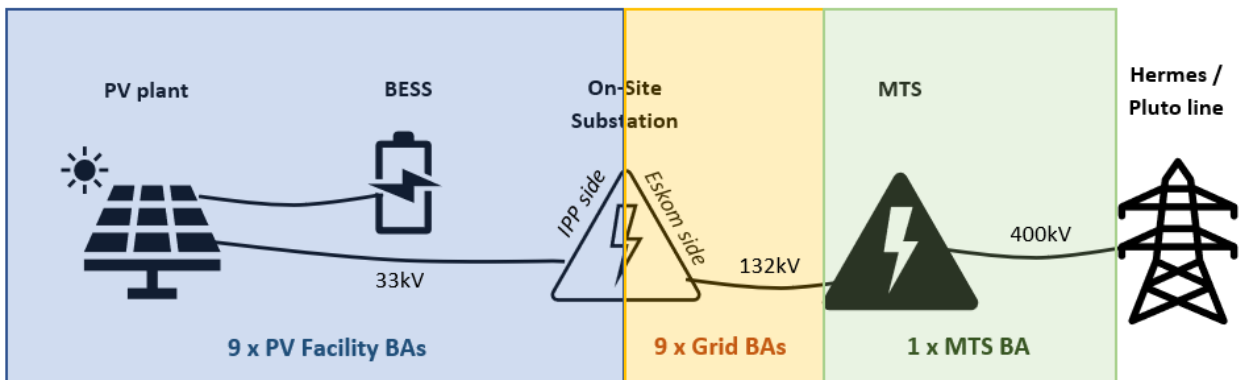 PV plant
BESS
On-Site
Substation
MTS
Hermes /
Pluto line
IPP side
Eskom side
33kV
132kV
400kV
9 x PV Facility BAs
9 x Grid BAs
1 x MTS BA